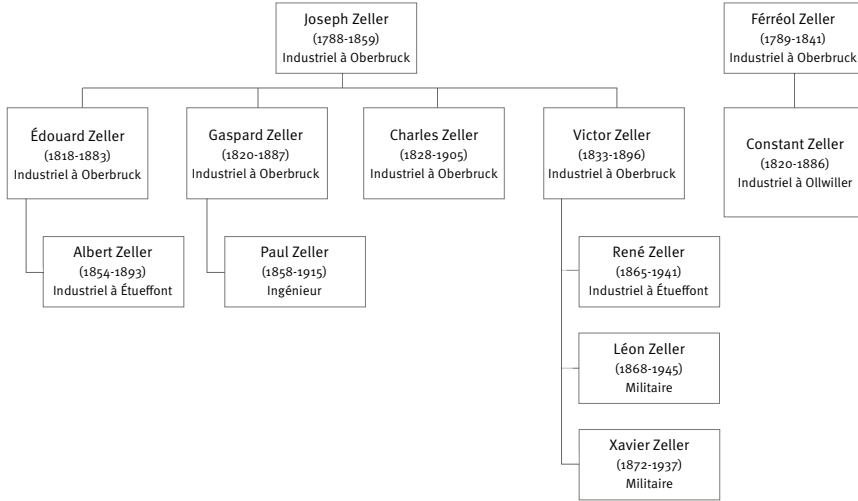 Joseph Zeller
(1788-1859)
Industriel à Oberbruck
Férréol Zeller
(1789-1841)
Industriel à Oberbruck
Édouard Zeller
(1818-1883)
Industriel à Oberbruck
Gaspard Zeller
(1820-1887)
Industriel à Oberbruck
Charles Zeller
(1828-1905)
Industriel à Oberbruck
Victor Zeller
(1833-1896)
Industriel à Oberbruck
Constant Zeller
(1820-1886)
Industriel à Ollwiller
Albert Zeller
(1854-1893)
Industriel à Étueffont
Paul Zeller
(1858-1915)
Ingénieur
René Zeller
(1865-1941)
Industriel à Étueffont
Léon Zeller
(1868-1945)
Militaire
Xavier Zeller
(1872-1937)
Militaire